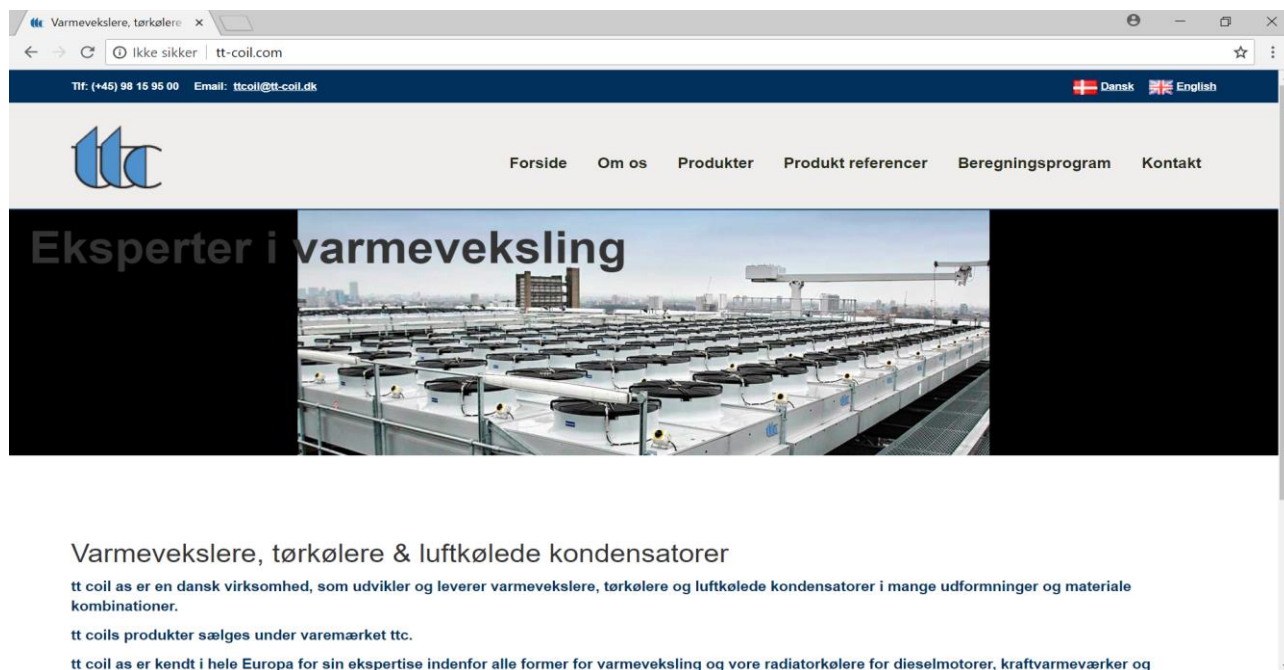 ttc Varmevekslere, tørkølere
Ikke sikker | tt-coil.com
Tlf: (+45) 98 15 95 00 Email: ttcoil@tt-coil.dk Dansk English
ttc
Forside Om os Produkter Produkt referencer Beregningsprogram Kontakt
Eksperter i varmeveksling
Varmevekslere, tørkølere & luftkølede kondensatorer
tt coil as er en dansk virksomhed, som udvikler og leverer varmevekslere, tørkølere og luftkølede kondensatorer i mange udformninger og materiale
kombinationer.
tt coils produkter sælges under varemærket ttc.
tt coil as er kendt i hele Europa for sin ekspertise indenfor alle former for varmeveksling og vore radiatorkølere for dieselmotorer, kraftvarmeværker og